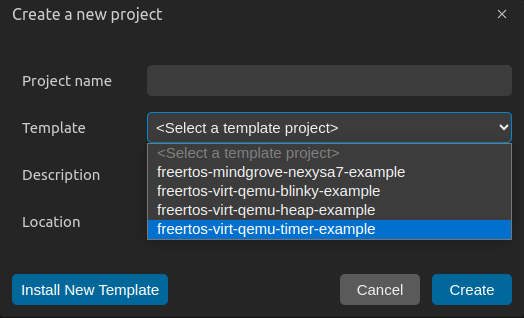 Create a new project
Project name
Template
<Select a template project>
<Select a template project>
freertos-mindgrove-nexysa7-example
freertos-virt-qemu-blinky-example
Description
freertos-virt-qemu-heap-example
Location
freertos-virt-qemu-timer-example
Install New Template
Cancel
Create